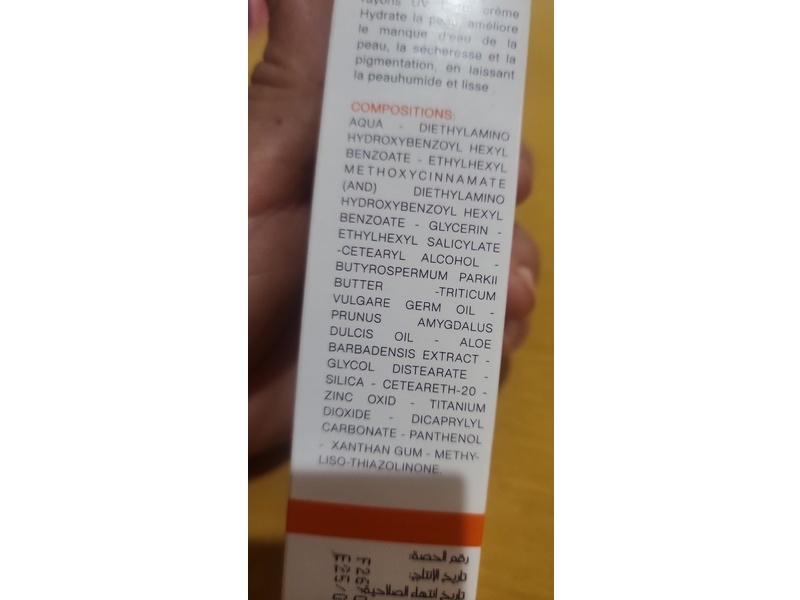 rayons UV crème
Hydrate la peau, améliore
le manque d'eau de la
peau, la sécheresse et la
pigmentation, en laissant
la peauhumide et lisse
COMPOSITIONS:
AQUA - DIETHYLAMINO
HYDROXYBENZOYL HEXYL
BENZOATE - ETHYLHEXYL
METHOXYCINNAMATE
(AND) DIETHYLAMINO
HYDROXYBENZOYL HEXYL
BENZOATE - GLYCERIN -
ETHYLHEXYL SALICYLATE
-CETEARYL ALCOHOL -
BUTYROSPERMUM PARKII
BUTTER -TRITICUM
VULGARE GERM OIL -
PRUNUS AMYGDALUS
DULCIS OIL - ALOE
BARBADENSIS EXTRACT -
GLYCOL DISTEARATE -
SILICA - CETEARETH-20 -
ZINC OXID - TITANIUM
DIOXIDE - DICAPRYLYL
CARBONATE - PANTHENOL
- XANTHAN GUM - METHY-
LISO-THIAZOLINONE.
رقم الحصة:
تاريخ الإنتاج:
تاريخ انتهاء الصلاحية: